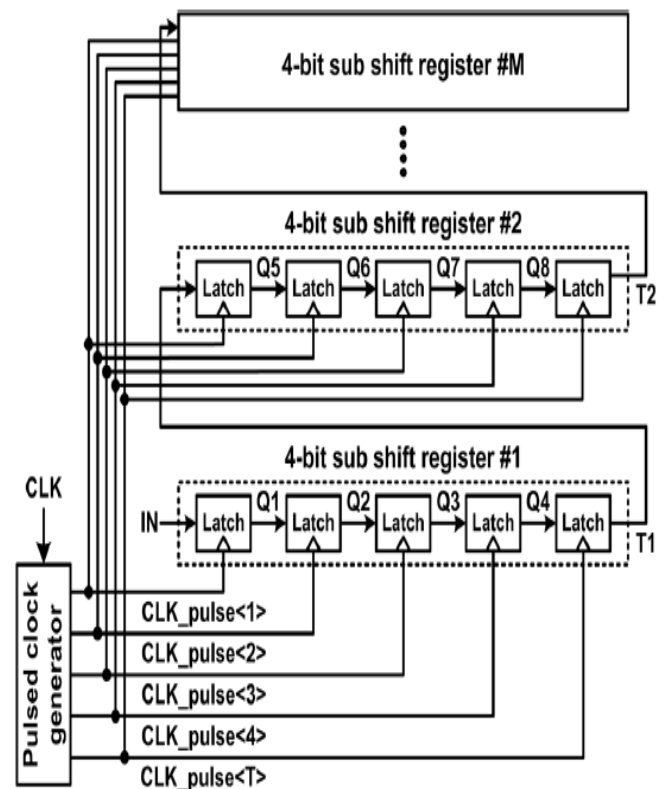 4-bit sub shift register #M
4-bit sub shift register #2
Latch Q5 Latch Q6 Latch Q7 Latch Q8 Latch
T2
4-bit sub shift register #1
CLK
IN Latch Q1 Latch Q2 Latch Q3 Latch Q4 Latch
T1
Pulsed clock
generator
CLK_pulse<1>
CLK_pulse<2>
CLK_pulse<3>
CLK_pulse<4>
CLK_pulse<T>